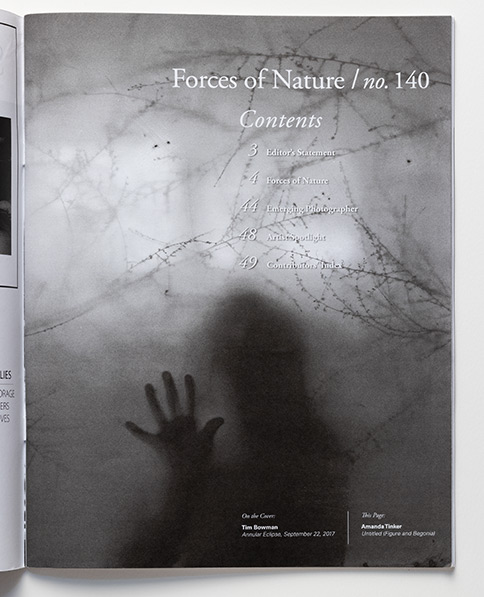 LIES
ORAGE
ERS
VES
Forces of Nature / no. 140
Contents
3 Editor's Statement
4 Forces of Nature
44 Emerging Photographer
48 Artist Spotlight
49 Contributors' Index
On the Cover:
Tim Bowman
Annular Eclipse, September 22, 2017
This Page:
Amanda Tinker
Untitled (Figure and Begonia)